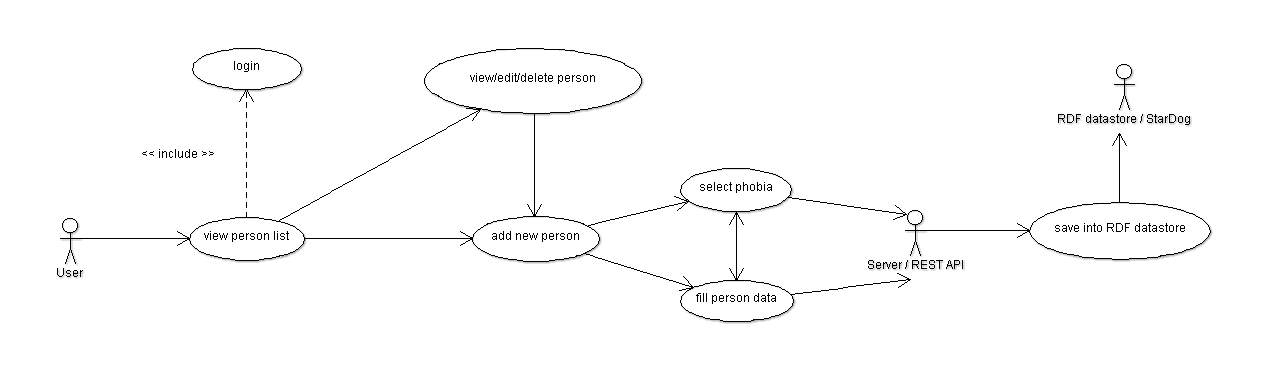 login
view/edit/delete person
RDF datastore / StarDog
<< include >>
select phobia
view person list
add new person
save into RDF datastore
User
Server / REST API
fill person data